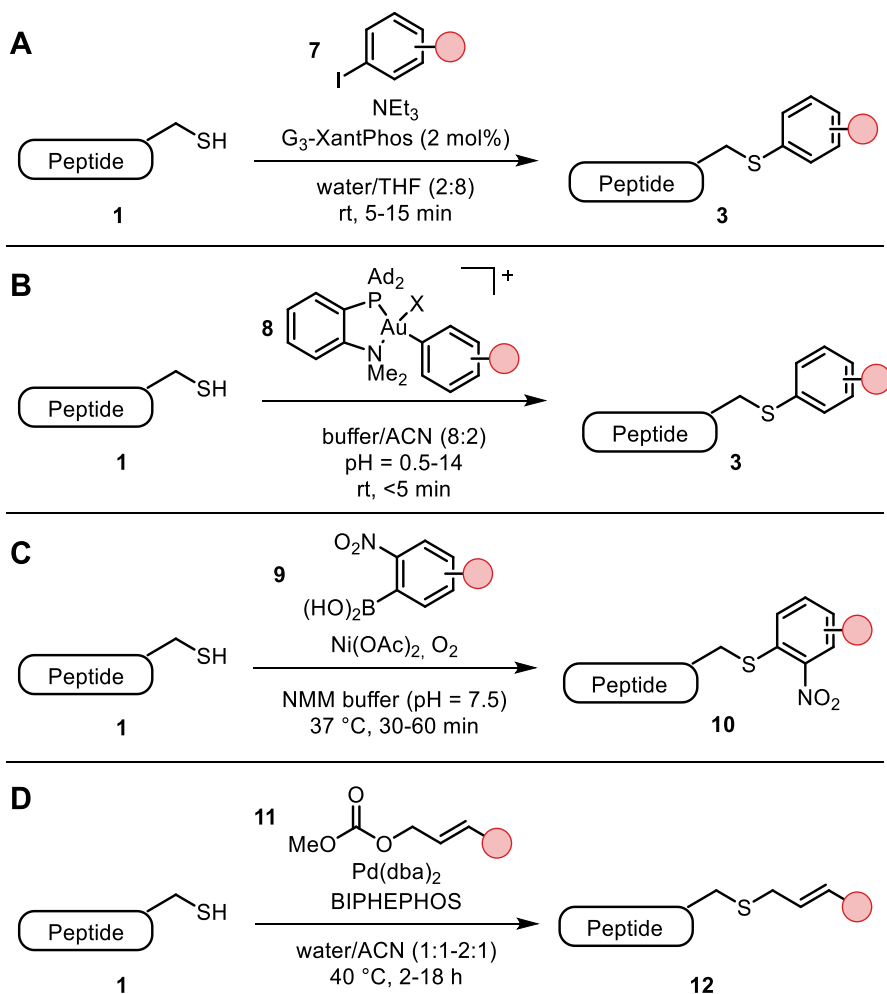 A
7
I
NEt3
G3-XantPhos (2 mol%)
Peptide
SH
water/THF (2:8)
rt, 5-15 min
1
Peptide
S
3
B
8
Ad2
P
X
Au
N
Me2
+
Peptide
SH
buffer/ACN (8:2)
pH = 0.5-14
rt, <5 min
1
Peptide
S
3
C
9
O2N
(HO)2B
Ni(OAc)2, O2
Peptide
SH
NMM buffer (pH = 7.5)
37 °C, 30-60 min
1
Peptide
S
NO2
10
D
11
O
MeO
O
Pd(dba)2
BIPHEPHOS
Peptide
SH
water/ACN (1:1-2:1)
40 °C, 2-18 h
1
Peptide
S
12